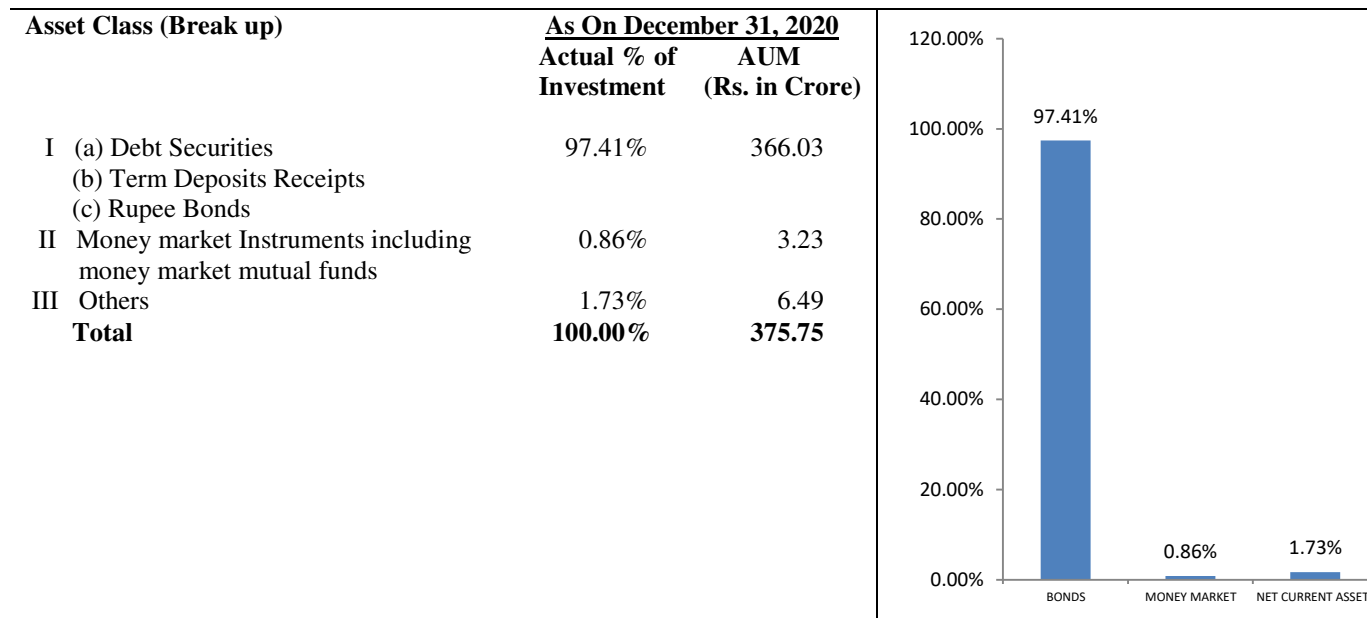 Asset Class (Break up) As On December 31, 2020
Actual % of AUM
Investment (Rs. in Crore)
I (a) Debt Securities 97.41% 366.03
(b) Term Deposits Receipts
(c) Rupee Bonds
II Money market Instruments including 0.86% 3.23
money market mutual funds
III Others 1.73% 6.49
Total 100.00% 375.75
120.00%
100.00%
80.00%
60.00%
40.00%
20.00%
0.00%
97.41%
0.86%
1.73%
BONDS MONEY MARKET NET CURRENT ASSET